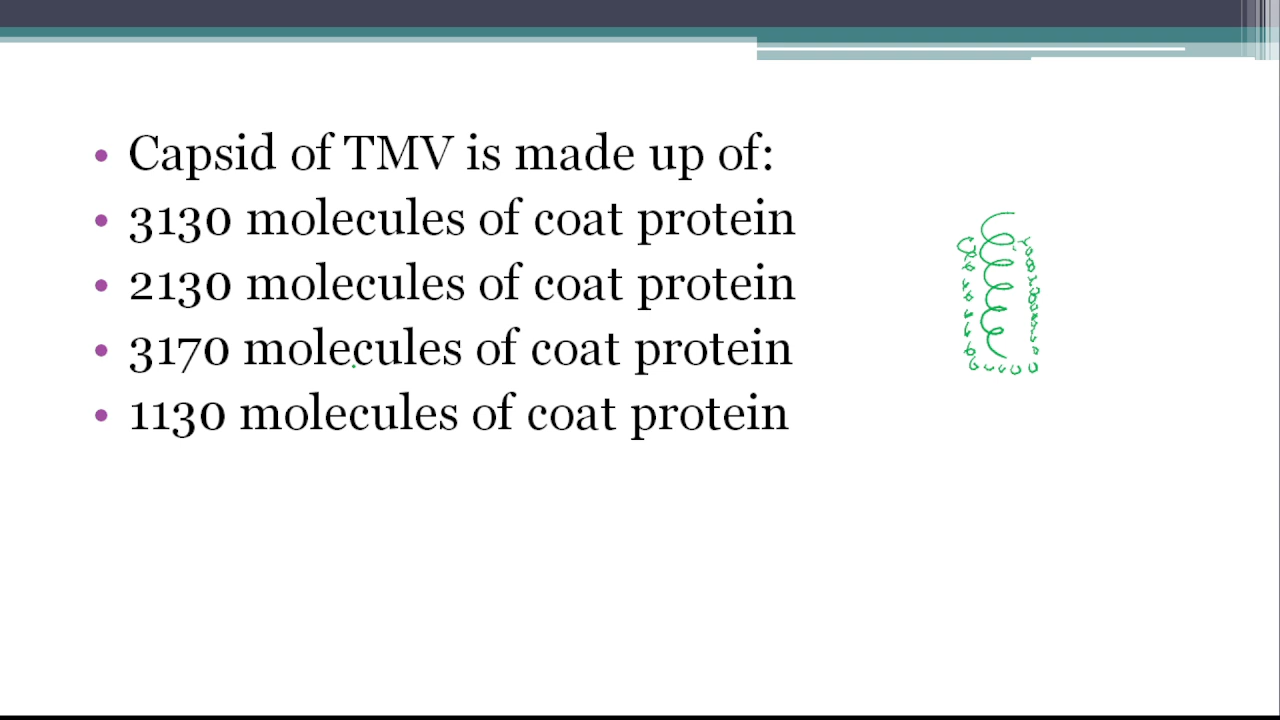 • Capsid of TMV is made up of:
• 3130 molecules of coat protein
• 2130 molecules of coat protein
• 3170 molecules of coat protein
• 1130 molecules of coat protein